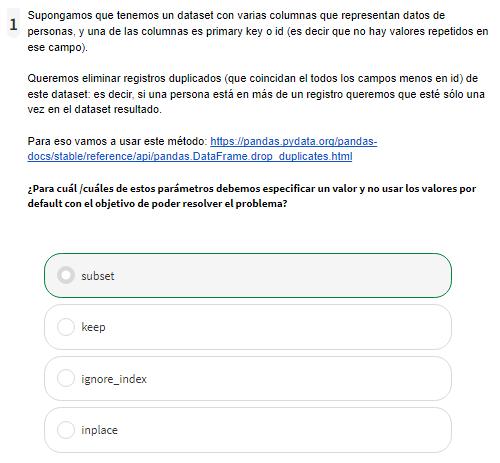 1
Supongamos que tenemos un dataset con varias columnas que representan datos de
personas, y una de las columnas es primary key o id (es decir que no hay valores repetidos en
ese campo).
Queremos eliminar registros duplicados (que coincidan el todos los campos menos en id) de
este dataset: es decir, si una persona está en más de un registro queremos que esté sólo una
vez en el dataset resultado.
Para eso vamos a usar este método: https://pandas.pydata.org/pandas-
docs/stable/reference/api/pandas.DataFrame.drop_duplicates.html
¿Para cuál /cuáles de estos parámetros debemos especificar un valor y no usar los valores por
default con el objetivo de poder resolver el problema?
subset
keep
ignore_index
inplace